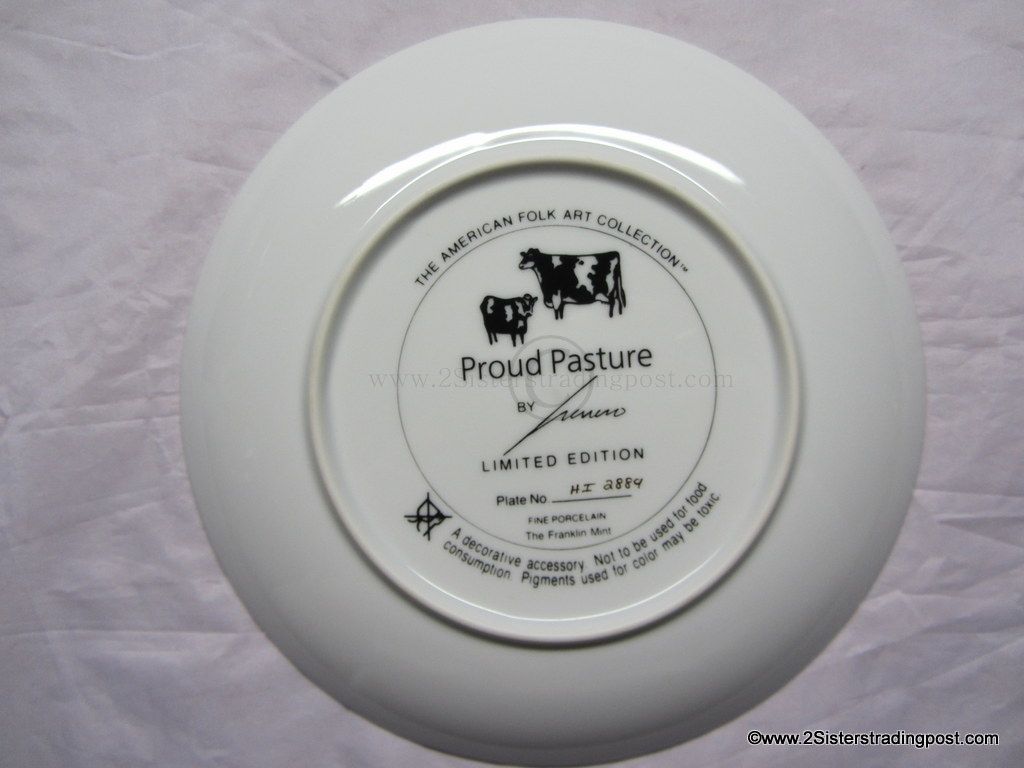 THE AMERICAN FOLK ART COLLECTION™
Proud Pasture
www.2Sisterstradingpost.com
BY
LIMITED EDITION
Plate No. HI 2889
FINE PORCELAIN
The Franklin Mint
A decorative accessory. Not to be used for food
consumption. Pigments used for color may be toxic.
©www.2Sisterstradingpost.com